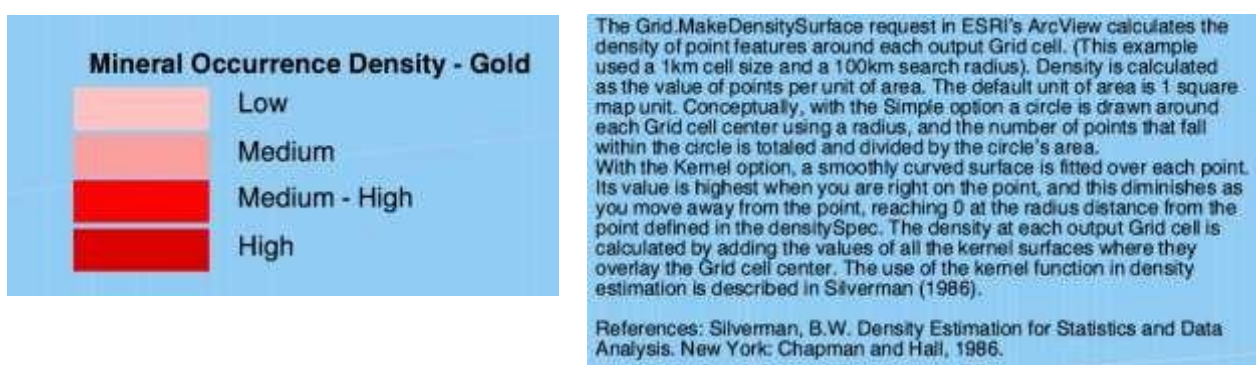 Mineral Occurrence Density - Gold
Low
Medium
Medium - High
High
The Grid.MakeDensitySurface request in ESRI's ArcView calculates the
density of point features around each output Grid cell. (This example
used a 1km cell size and a 100km search radius). Density is calculated
as the value of points per unit of area. The default unit of area is 1 square
map unit. Conceptually, with the Simple option a circle is drawn around
each Grid cell center using a radius, and the number of points that fall
within the circle is totaled and divided by the circle's area.
With the Kernel option, a smoothly curved surface is fitted over each point.
Its value is highest when you are right on the point, and this diminishes as
you move away from the point, reaching 0 at the radius distance from the
point defined in the densitySpec. The density at each output Grid cell is
calculated by adding the values of all the kernel surfaces where they
overlay the Grid cell center. The use of the kernel function in density
estimation is described in Silverman (1986).
References: Silverman, B.W. Density Estimation for Statistics and Data
Analysis. New York: Chapman and Hall, 1986.